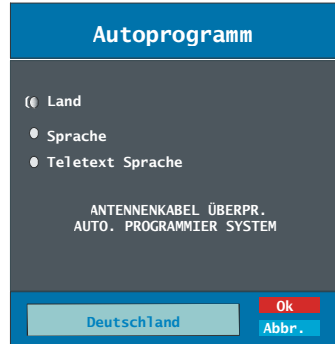 Autoprogramm
Land
Sprache
Teletext Sprache
ANTENNENKABEL ÜBERPR.
AUTO. PROGRAMMIER SYSTEM
Deutschland
Ok
Abbr.